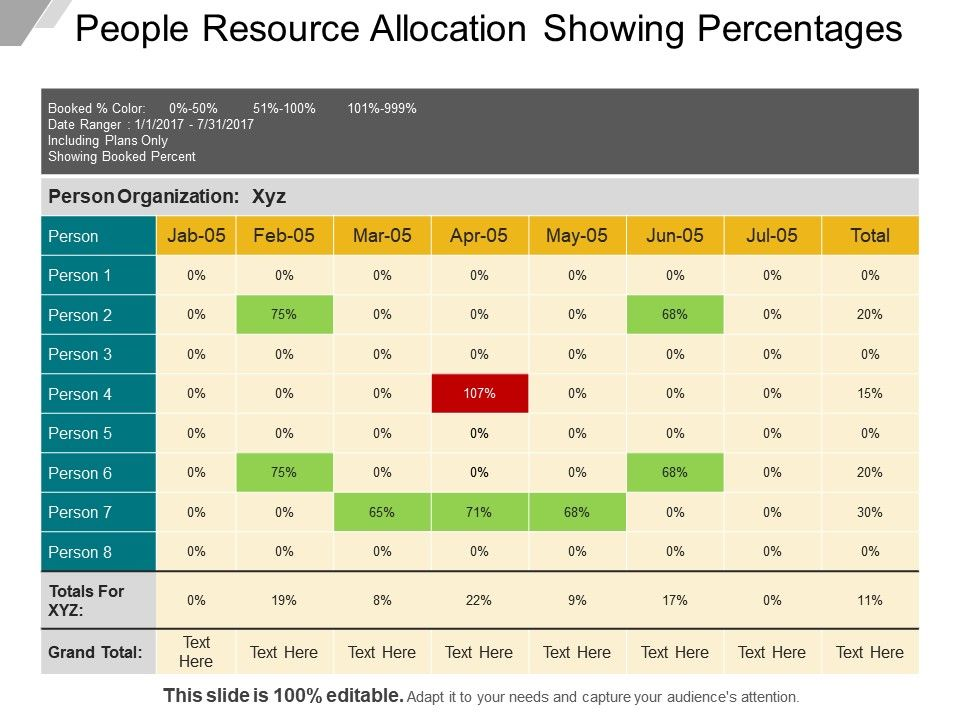 People Resource Allocation Showing Percentages
Booked % Color: 0%-50% 51%-100% 101%-999%
Date Ranger : 1/1/2017 - 7/31/2017
Including Plans Only
Showing Booked Percent
Person Organization: Xyz
Person Jab-05 Feb-05 Mar-05 Apr-05 May-05 Jun-05 Jul-05 Total
Person 1 0% 0% 0% 0% 0% 0% 0% 0%
Person 2 0% 75% 0% 0% 0% 68% 0% 20%
Person 3 0% 0% 0% 0% 0% 0% 0% 0%
Person 4 0% 0% 0% 107% 0% 0% 0% 15%
Person 5 0% 0% 0% 0% 0% 0% 0% 0%
Person 6 0% 75% 0% 0% 0% 68% 0% 20%
Person 7 0% 0% 65% 71% 68% 0% 0% 30%
Person 8 0% 0% 0% 0% 0% 0% 0% 0%
Totals For
XYZ: 0% 19% 8% 22% 9% 17% 0% 11%
Grand Total: Text
Here Text Here Text Here Text Here Text Here Text Here Text Here Text Here
This slide is 100% editable. Adapt it to your needs and capture your audience's attention.